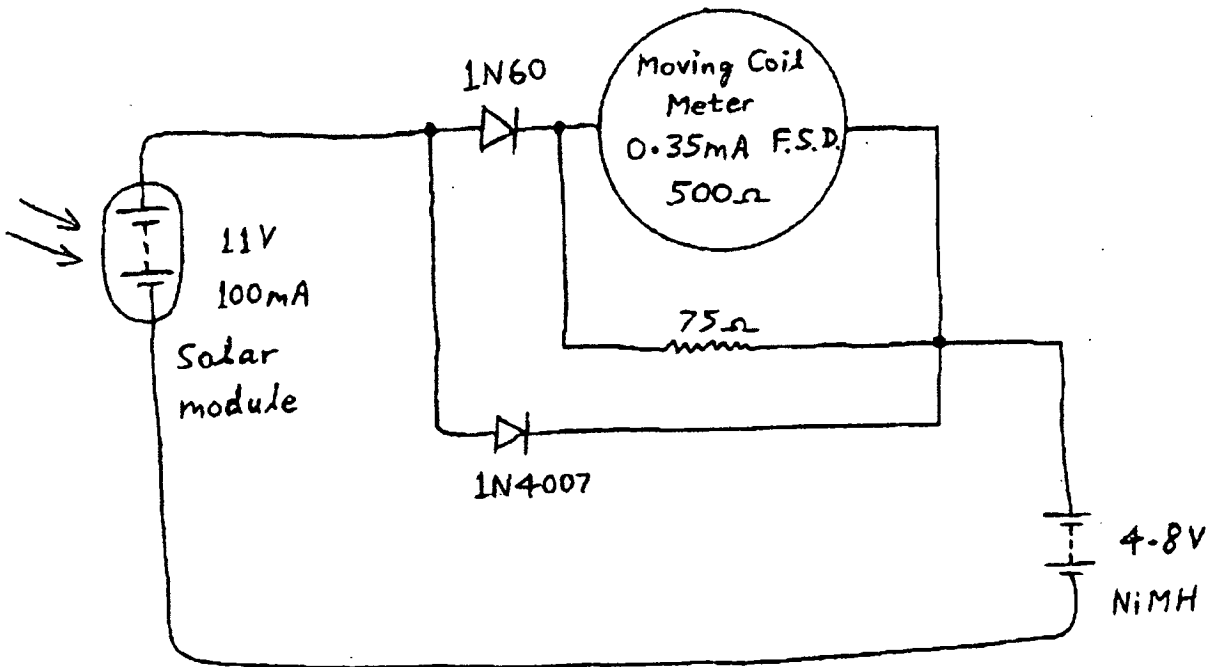 1N60
Moving Coil
Meter
0.35mA F.S.D.
500Ω
11V
100mA
Solar
module
75Ω
1N4007
4.8V
NiMH